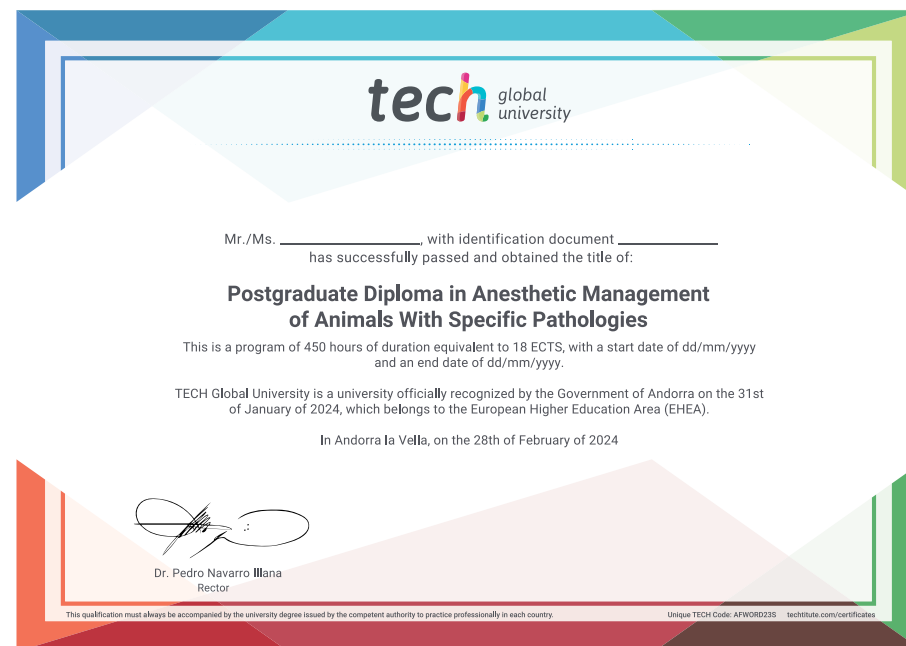 tech global
university
Mr./Ms. ____________, with identification document ____________
has successfully passed and obtained the title of:
Postgraduate Diploma in Anesthetic Management
of Animals With Specific Pathologies
This is a program of 450 hours of duration equivalent to 18 ECTS, with a start date of dd/mm/yyyy
and an end date of dd/mm/yyyy.
TECH Global University is a university officially recognized by the Government of Andorra on the 31st
of January of 2024, which belongs to the European Higher Education Area (EHEA).
In Andorra la Vella, on the 28th of February of 2024
Dr. Pedro Navarro Illana
Rector
This qualification must always be accompanied by the university degree issued by the competent authority to practice professionally in each country.
Unique TECH Code: AFWORD23S techtitute.com/certificates